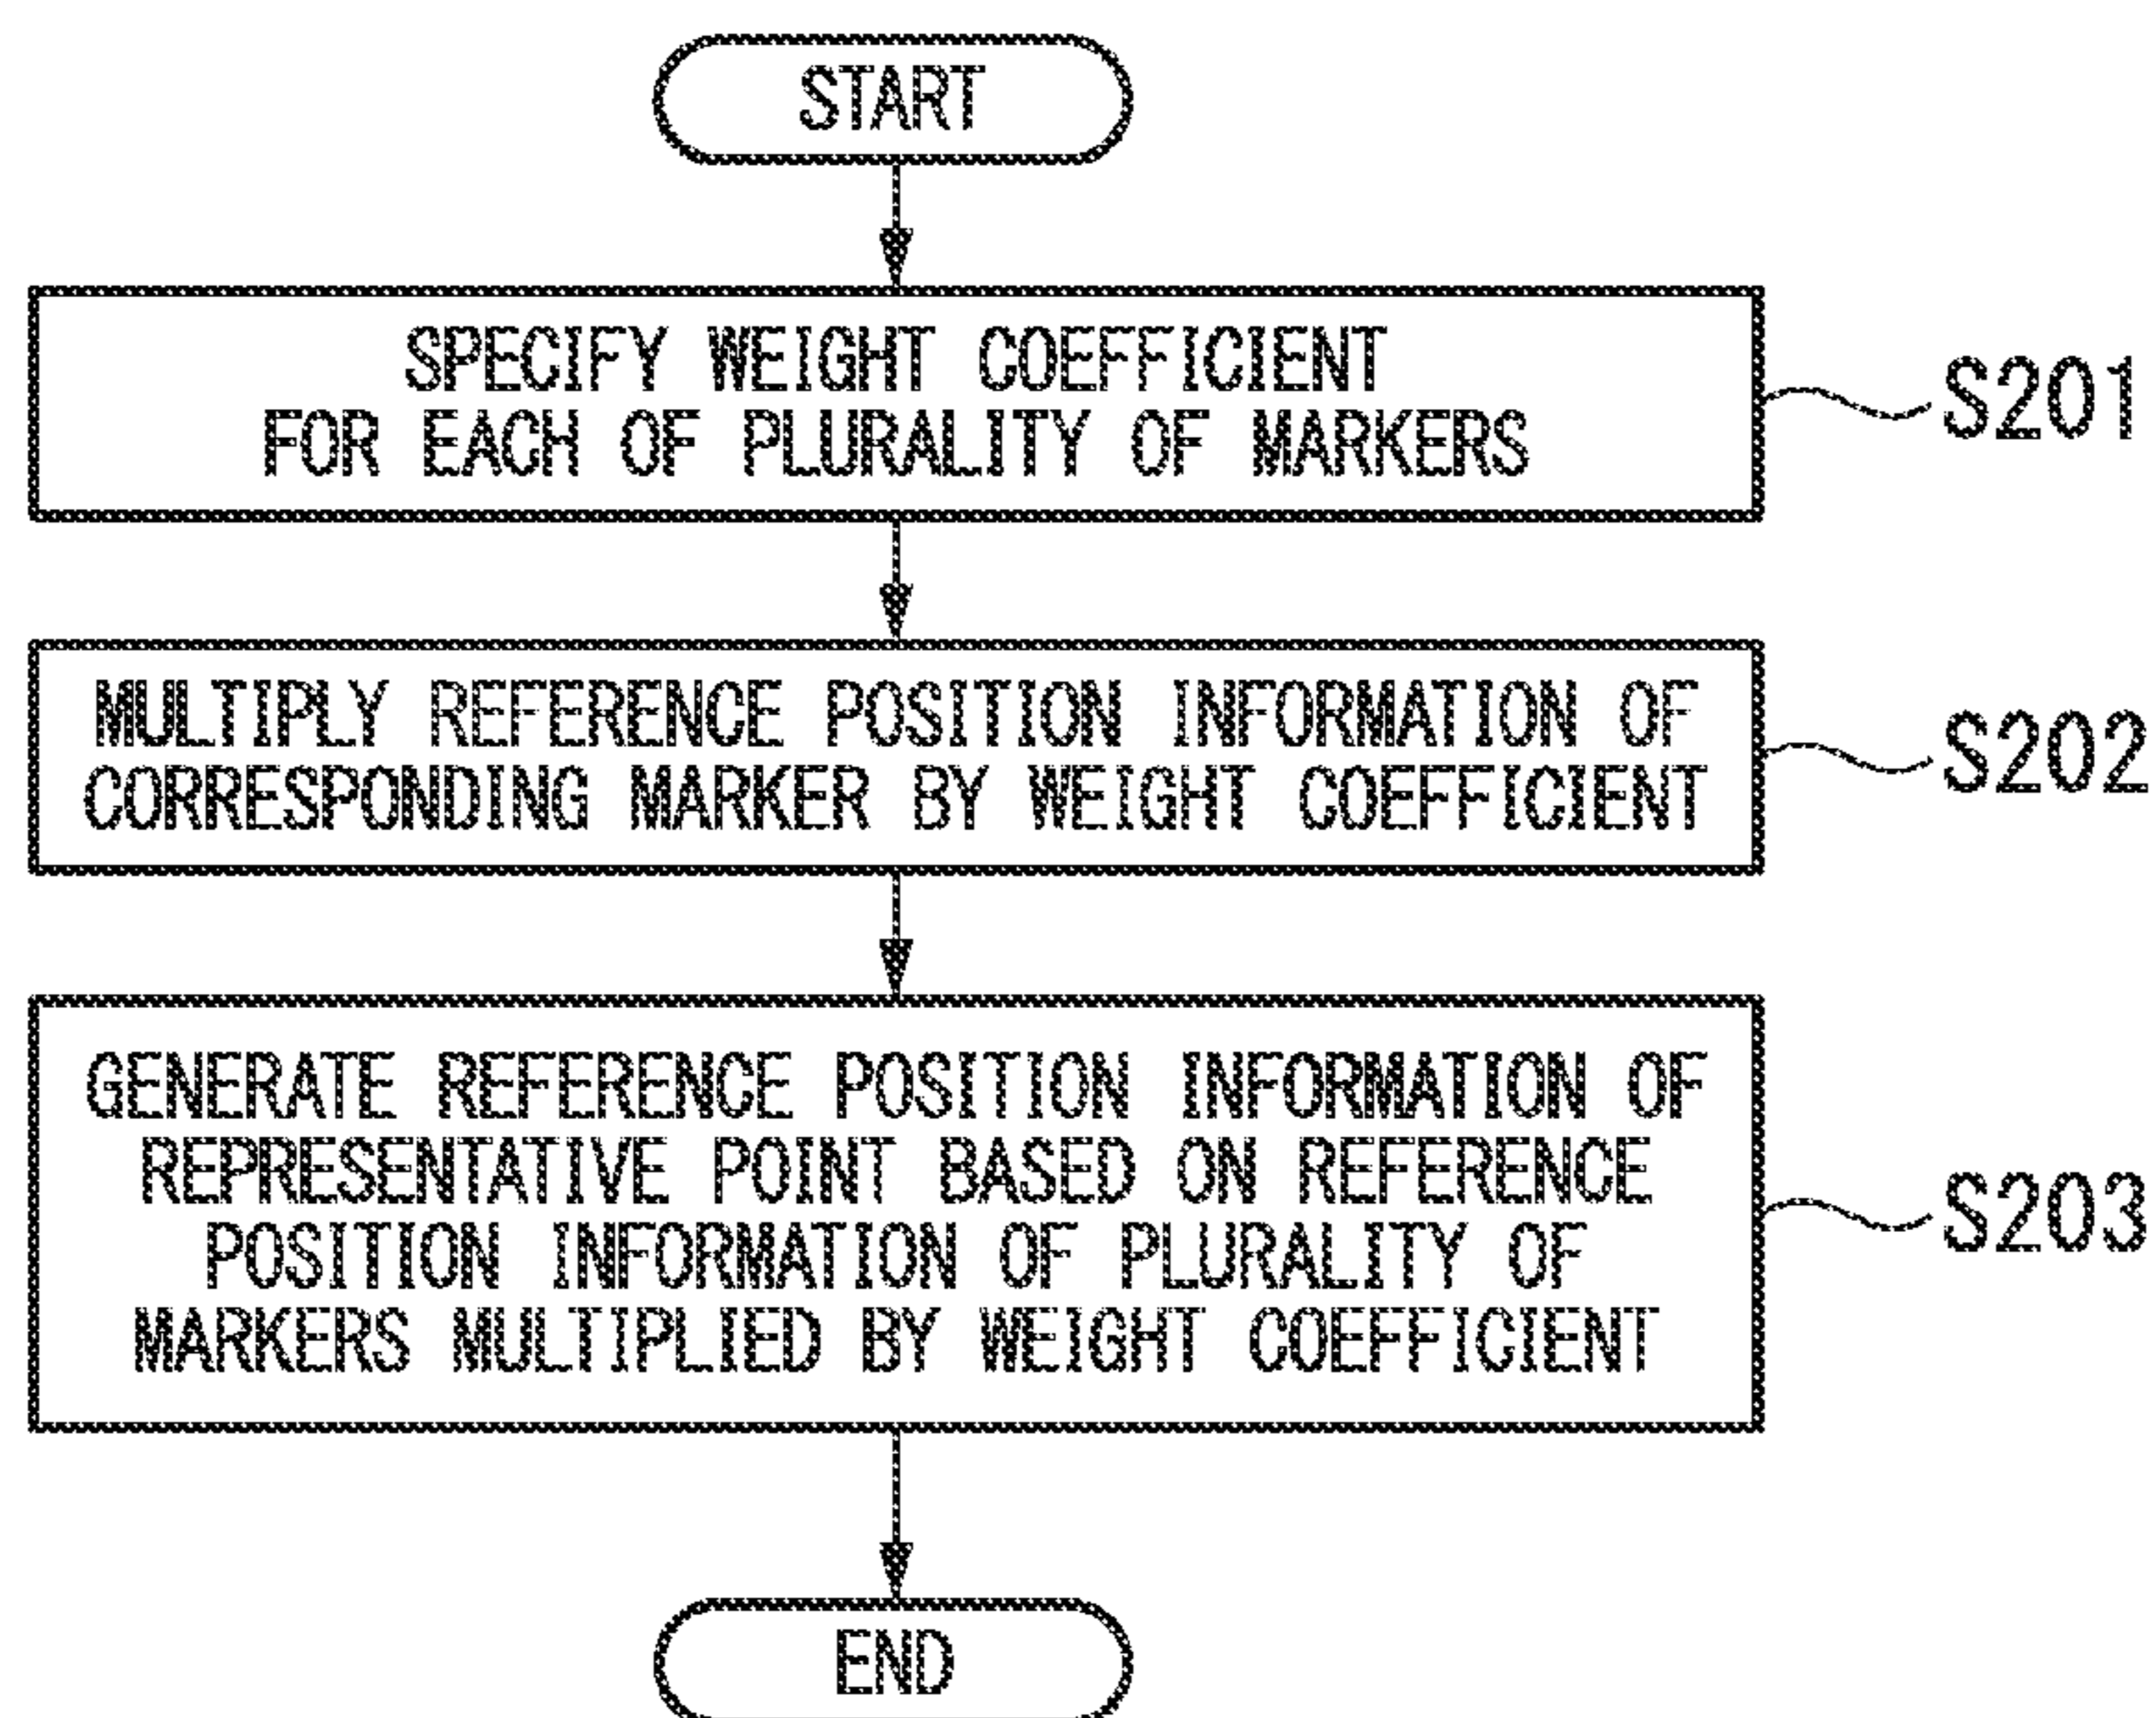 START
SPECIFY WEIGHT COEFFICIENT
FOR EACH OF PLURALITY OF MARKERS
S201
MULTIPLY REFERENCE POSITION INFORMATION OF
CORRESPONDING MARKER BY WEIGHT COEFFICIENT
S202
GENERATE REFERENCE POSITION INFORMATION OF
REPRESENTATIVE POINT BASED ON REFERENCE
POSITION INFORMATION OF PLURALITY OF
MARKERS MULTIPLIED BY WEIGHT COEFFICIENT
S203
END